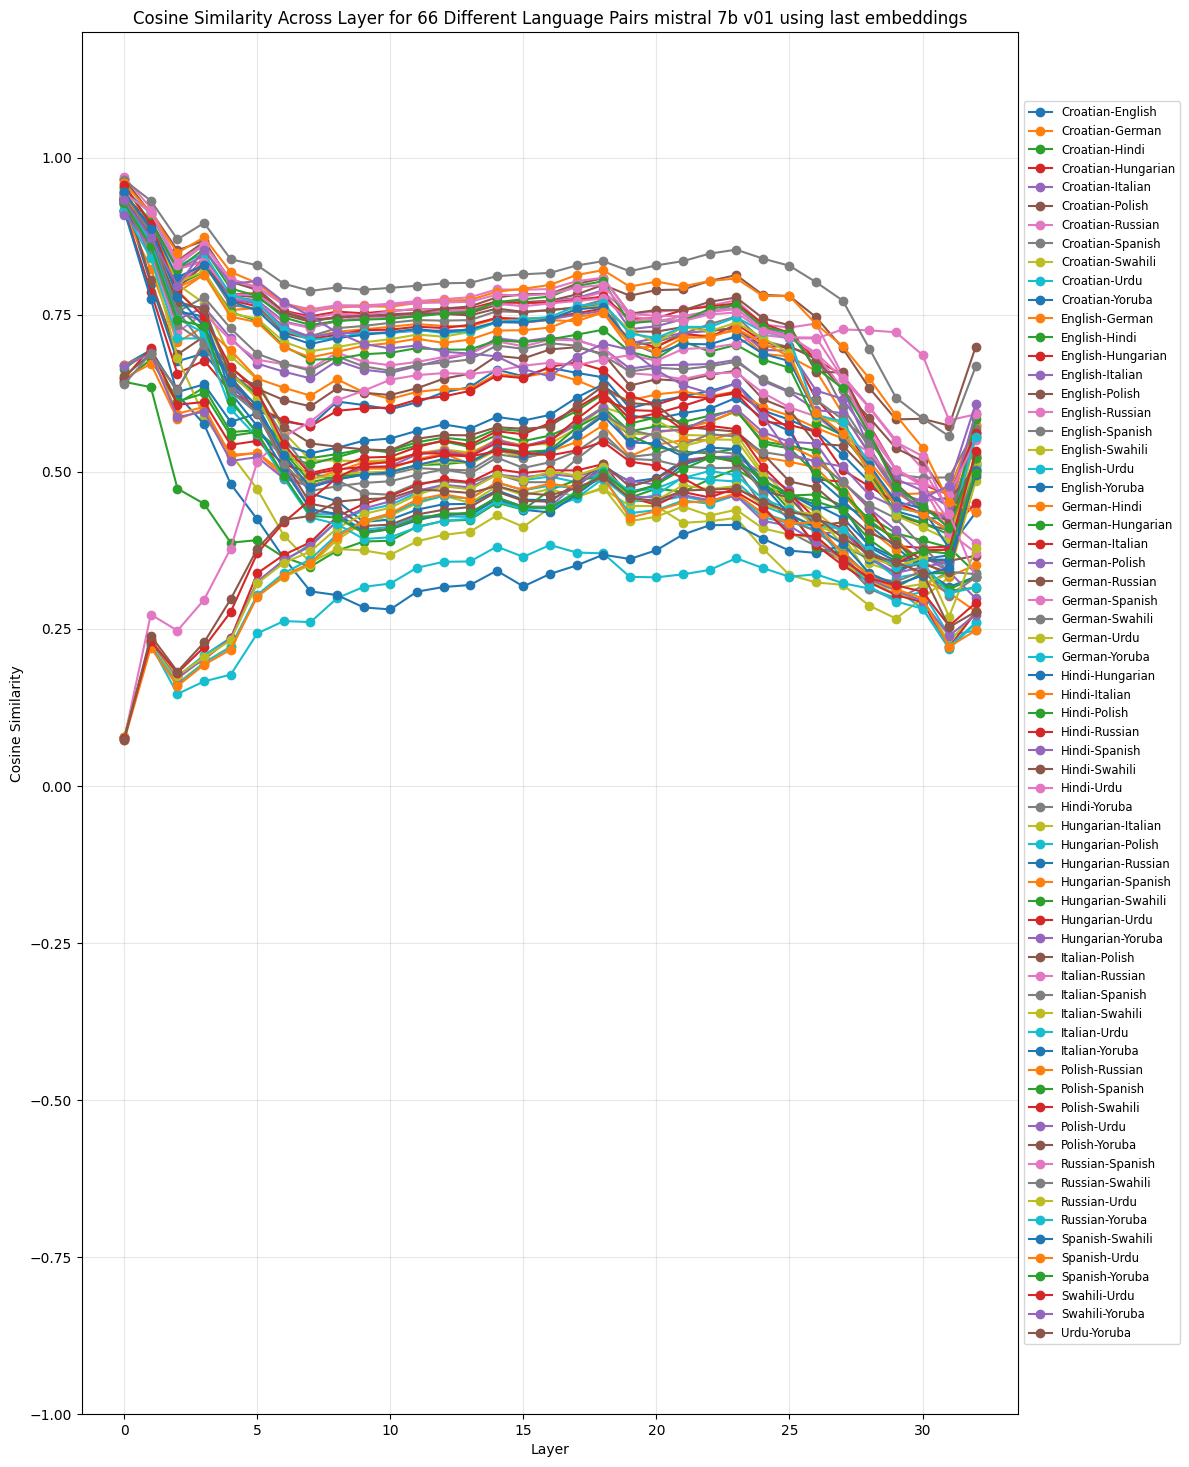 Cosine Similarity Across Layer for 66 Different Language Pairs mistral 7b v01 using last embeddings
Cosine Similarity
1.00
0.75
0.50
0.25
0.00
−0.25
−0.50
−0.75
−1.00
0 5 10 15 20 25 30
Layer
Croatian-English
Croatian-German
Croatian-Hindi
Croatian-Hungarian
Croatian-Italian
Croatian-Polish
Croatian-Russian
Croatian-Spanish
Croatian-Swahili
Croatian-Urdu
Croatian-Yoruba
English-German
English-Hindi
English-Hungarian
English-Italian
English-Polish
English-Russian
English-Spanish
English-Swahili
English-Urdu
English-Yoruba
German-Hindi
German-Hungarian
German-Italian
German-Polish
German-Russian
German-Spanish
German-Swahili
German-Urdu
German-Yoruba
Hindi-Hungarian
Hindi-Italian
Hindi-Polish
Hindi-Russian
Hindi-Spanish
Hindi-Swahili
Hindi-Urdu
Hindi-Yoruba
Hungarian-Italian
Hungarian-Polish
Hungarian-Russian
Hungarian-Spanish
Hungarian-Swahili
Hungarian-Urdu
Hungarian-Yoruba
Italian-Polish
Italian-Russian
Italian-Spanish
Italian-Swahili
Italian-Urdu
Italian-Yoruba
Polish-Russian
Polish-Spanish
Polish-Swahili
Polish-Urdu
Polish-Yoruba
Russian-Spanish
Russian-Swahili
Russian-Urdu
Russian-Yoruba
Spanish-Swahili
Spanish-Urdu
Spanish-Yoruba
Swahili-Urdu
Swahili-Yoruba
Urdu-Yoruba